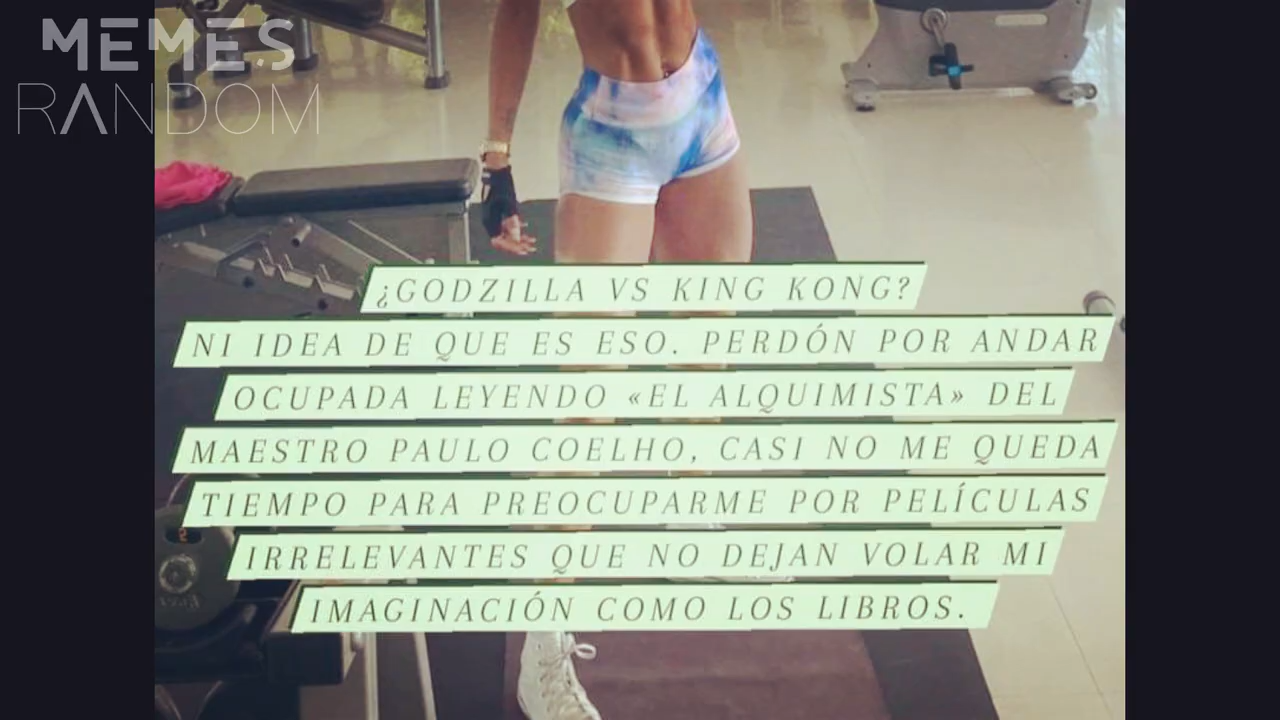 MEMES
RANDOM
¿GODZILLA VS KING KONG?
NI IDEA DE QUE ES ESO. PERDÓN POR ANDAR
OCUPADA LEYENDO «EL ALQUIMISTA» DEL
MAESTRO PAULO COELHO, CASI NO ME QUEDA
TIEMPO PARA PREOCUPARME POR PELÍCULAS
IRRELEVANTES QUE NO DEJAN VOLAR MI
IMAGINACIÓN COMO LOS LIBROS.